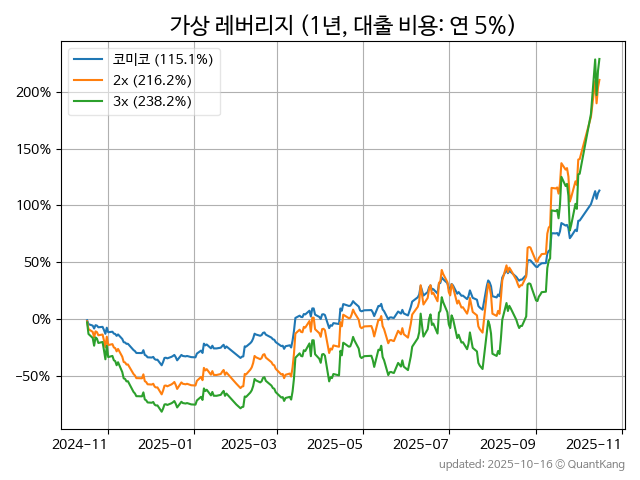 가상 레버리지 (1년, 대출 비용: 연 5%)
코미코 (115.1%)
2x (216.2%)
3x (238.2%)
200%
150%
100%
50%
0%
−50%
2024-11
2025-01
2025-03
2025-05
2025-07
2025-09
2025-11
updated: 2025-10-16 © QuantKang